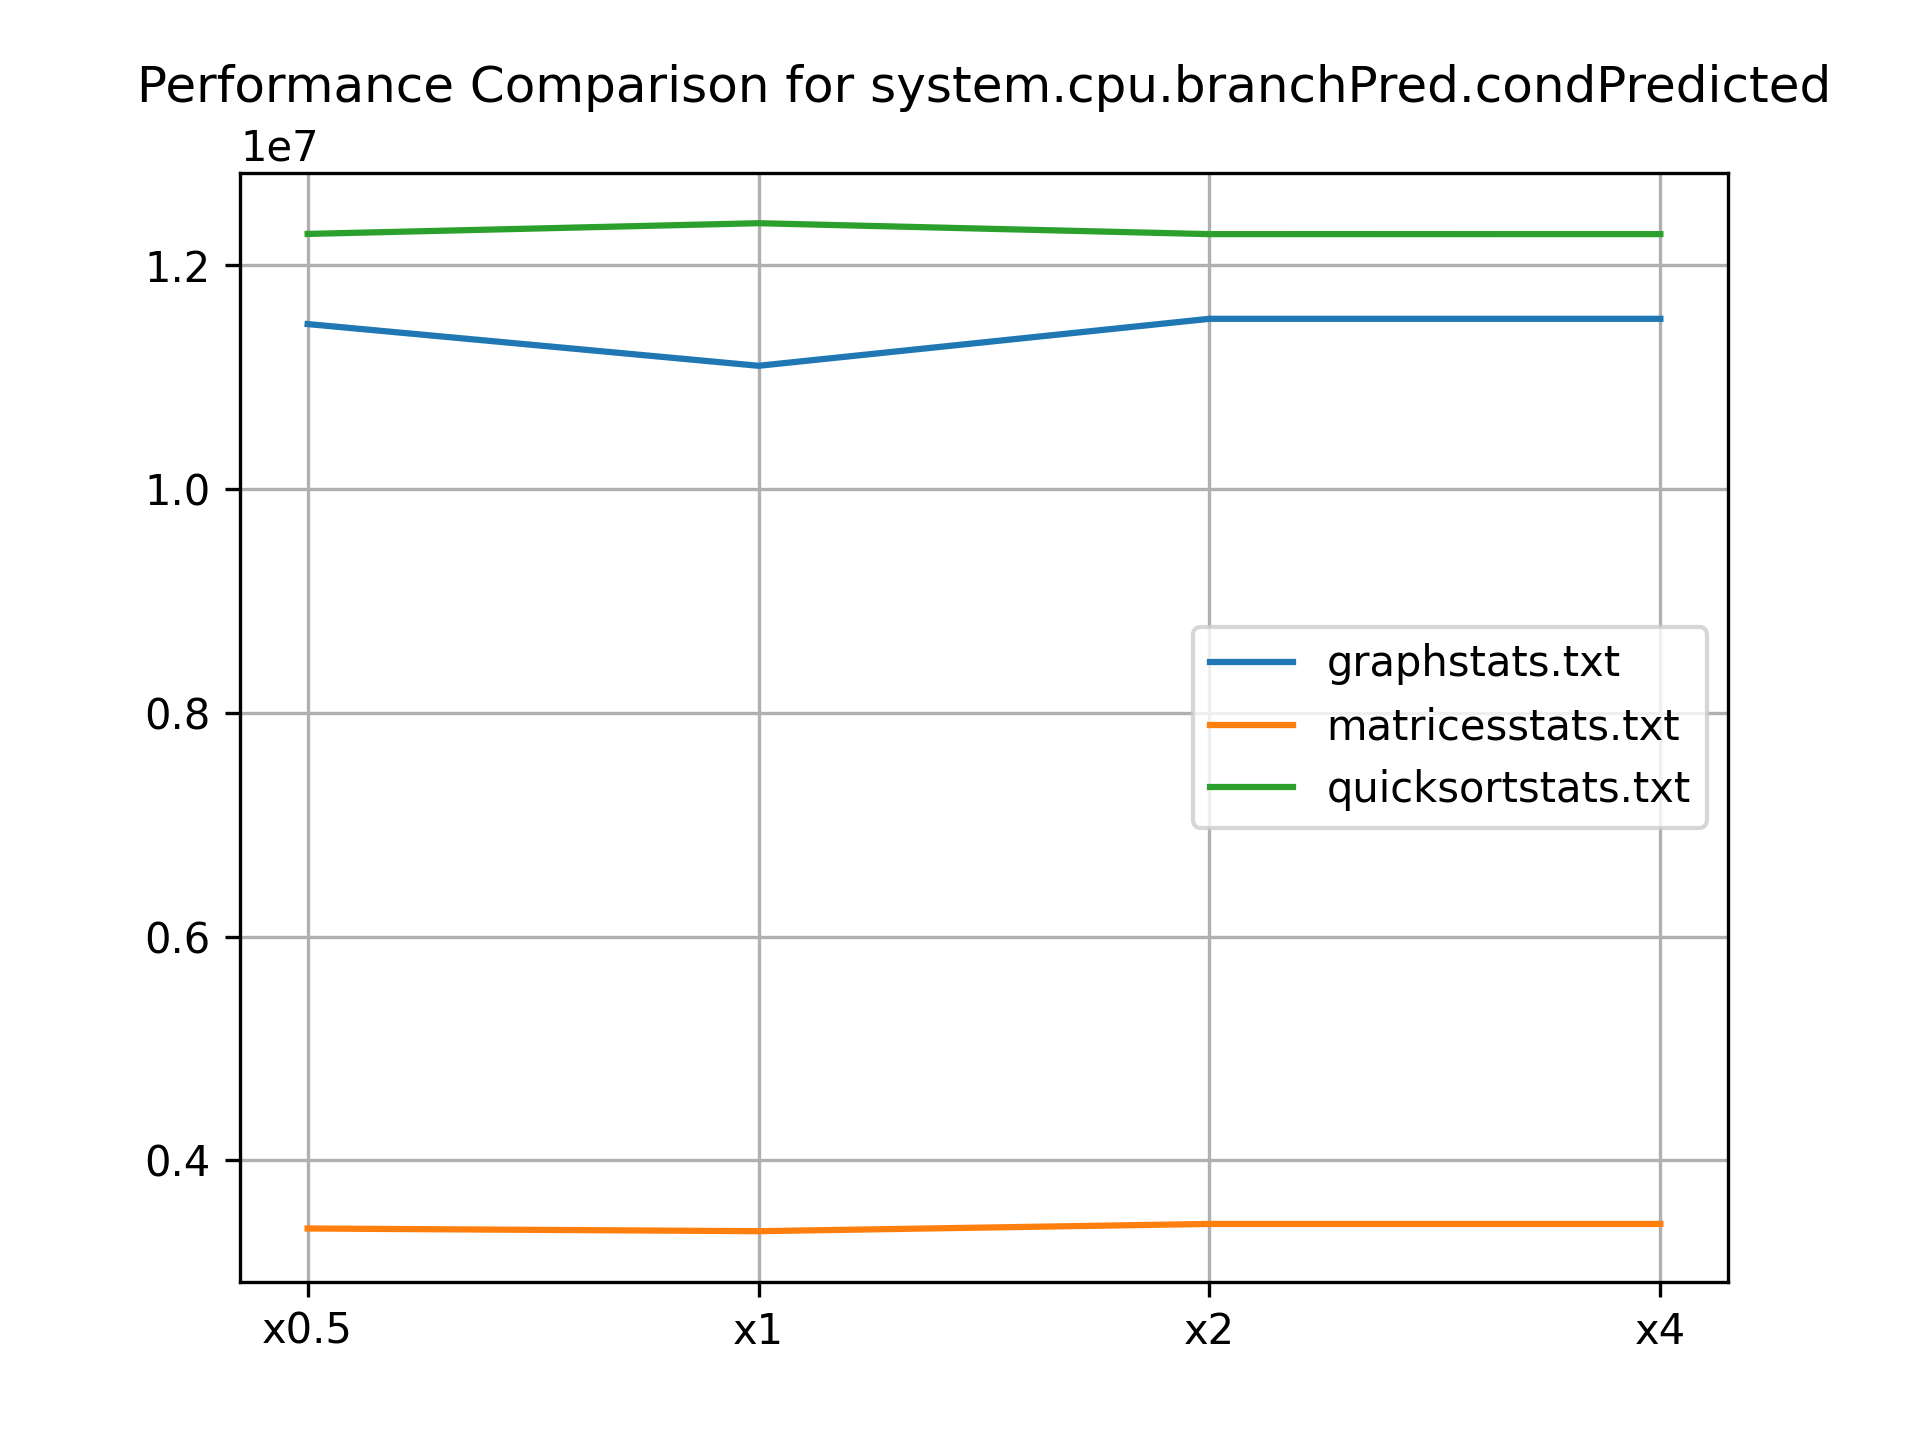 Performance Comparison for system.cpu.branchPred.condPredicted
1e7
1.2
1.0
0.8
0.6
0.4
graphstats.txt
matricesstats.txt
quicksortstats.txt
x0.5 x1 x2 x4